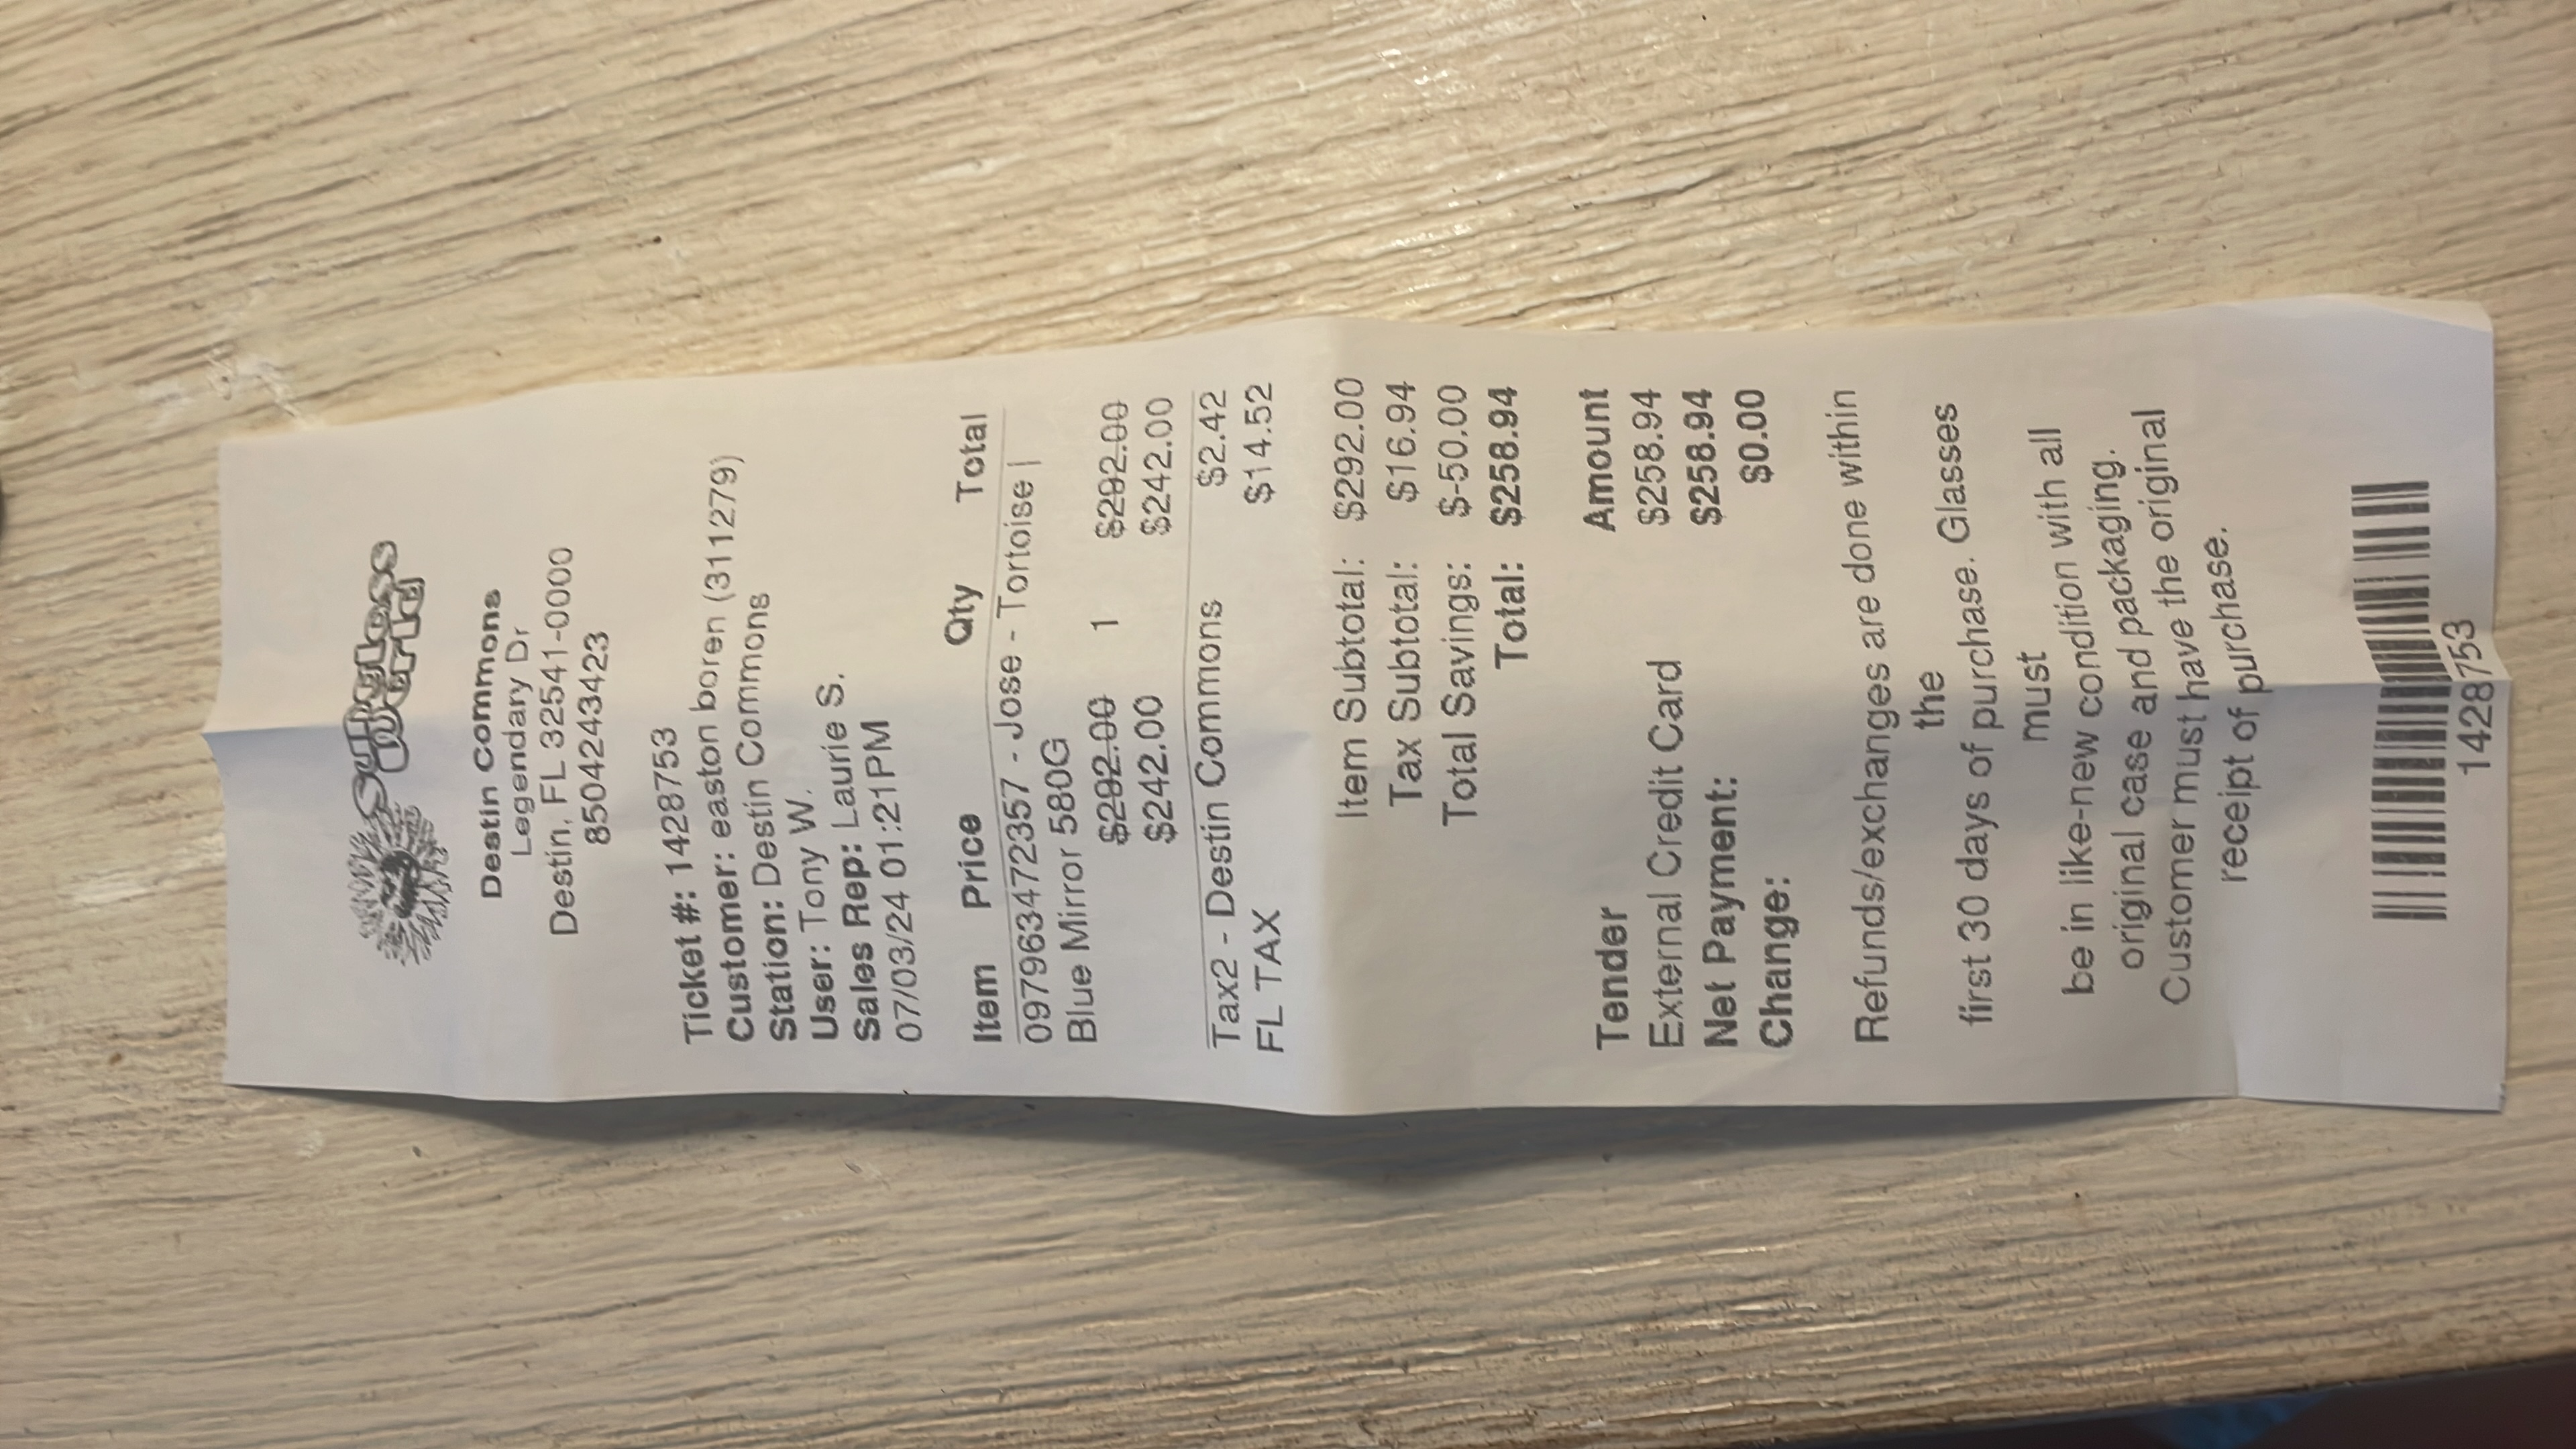 Sunglass
World
Destin Commons
Legendary Dr
Destin, FL 32541-0000
8504243423
Ticket #: 1428753
Customer: easton boren (3111279)
Station: Destin Commons
User: Tony W.
Sales Rep: Laurie S.
07/03/24 01:21PM
Item Price Qty Total
097963472357 - Jose - Tortoise |
Blue Mirror 580G
$292.00 1 $292.00
$242.00 $242.00
Tax2 - Destin Commons $2.42
FL TAX $14.52
Item Subtotal: $292.00
Tax Subtotal: $16.94
Total Savings: $-50.00
Total: $258.94
Tender Amount
External Credit Card $258.94
Net Payment: $258.94
Change: $0.00
Refunds/exchanges are done within
the
first 30 days of purchase. Glasses
must
be in like-new condition with all
original case and packaging.
Customer must have the original
receipt of purchase.
1428753